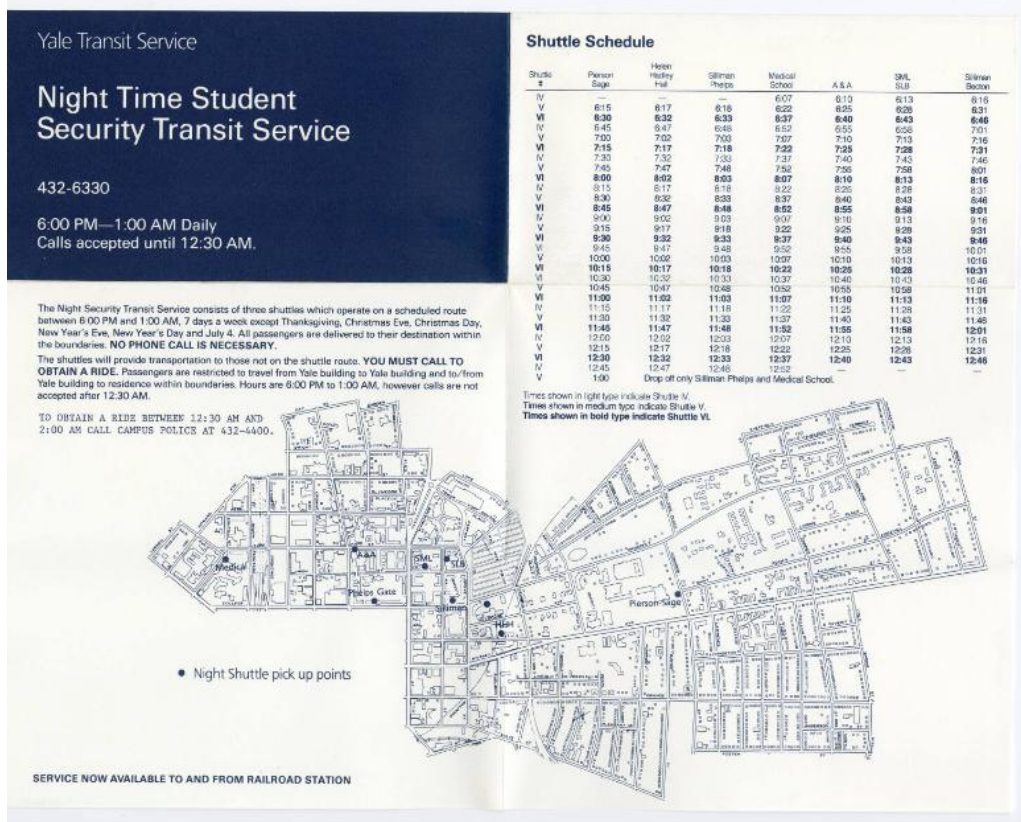 Yale Transit Service
Night Time Student
Security Transit Service
432-6330
6:00 PM—1:00 AM Daily
Calls accepted until 12:30 AM.
The Night Security Transit Service consists of three shuttles which operate on a scheduled route
between 6:00 PM and 1:00 AM, 7 days a week except Thanksgiving, Christmas Eve, Christmas Day,
New Year's Eve, New Year's Day and July 4. All passengers are delivered to their destination within
the boundaries. NO PHONE CALL IS NECESSARY.
The shuttles will provide transportation to those not on the shuttle route. YOU MUST CALL TO
OBTAIN A RIDE. Passengers are restricted to travel from Yale building to Yale building and to/from
Yale building to residence within boundaries. Hours are 6:00 PM to 1:00 AM, however calls are not
accepted after 12:30 AM.
TO OBTAIN A RIDE BETWEEN 12:30 AM AND
2:00 AM CALL CAMPUS POLICE AT 432-4400.
Shuttle Schedule
Shuttle # Pierson Sage Helen Hadley Hall Silliman Phelps Medical School A & A SML SLB Silliman Becton
IV — — — 6:07 6:10 6:13 6:16
V 6:15 6:17 6:18 6:22 6:25 6:28 6:31
VI 6:30 6:32 6:33 6:37 6:40 6:43 6:46
IV 6:45 6:47 6:48 6:52 6:55 6:58 7:01
V 7:00 7:02 7:03 7:07 7:10 7:13 7:16
VI 7:15 7:17 7:18 7:22 7:25 7:28 7:31
IV 7:30 7:32 7:33 7:37 7:40 7:43 7:46
V 7:45 7:47 7:48 7:52 7:55 7:58 8:01
VI 8:00 8:02 8:03 8:07 8:10 8:13 8:16
IV 8:15 8:17 8:18 8:22 8:25 8:28 8:31
V 8:30 8:32 8:33 8:37 8:40 8:43 8:46
VI 8:45 8:47 8:48 8:52 8:55 8:58 9:01
IV 9:00 9:02 9:03 9:07 9:10 9:13 9:16
V 9:15 9:17 9:18 9:22 9:25 9:28 9:31
VI 9:30 9:32 9:33 9:37 9:40 9:43 9:46
IV 9:45 9:47 9:48 9:52 9:55 9:58 10:01
V 10:00 10:02 10:03 10:07 10:10 10:13 10:16
VI 10:15 10:17 10:18 10:22 10:25 10:28 10:31
IV 10:30 10:32 10:33 10:37 10:40 10:43 10:46
V 10:45 10:47 10:48 10:52 10:55 10:58 11:01
VI 11:00 11:02 11:03 11:07 11:10 11:13 11:16
IV 11:15 11:17 11:18 11:22 11:25 11:28 11:31
V 11:30 11:32 11:33 11:37 11:40 11:43 11:46
VI 11:45 11:47 11:48 11:52 11:55 11:58 12:01
IV 12:00 12:02 12:03 12:07 12:10 12:13 12:16
V 12:15 12:17 12:18 12:22 12:25 12:28 12:31
VI 12:30 12:32 12:33 12:37 12:40 12:43 12:46
IV 12:45 12:47 12:48 12:52 — — —
V 1:00 Drop off only Silliman Phelps and Medical School.
Times shown in light type indicate Shuttle IV.
Times shown in medium type indicate Shuttle V.
Times shown in bold type indicate Shuttle VI.
Medical
A&A
SML
SLB
Phelps Gate
Silliman
HHH
Pierson-Sage
• Night Shuttle pick up points
SERVICE NOW AVAILABLE TO AND FROM RAILROAD STATION